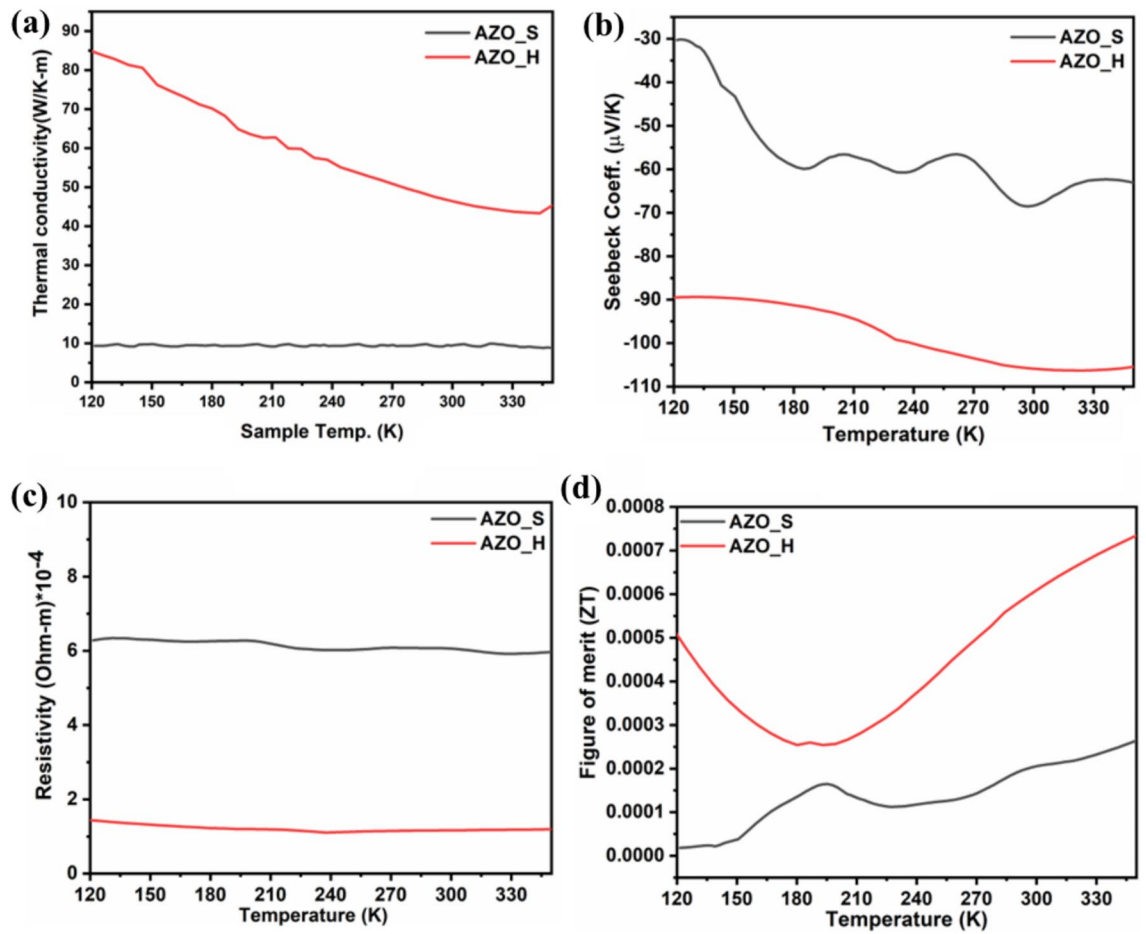 (a)
AZO_S
AZO_H
Thermal conductivity(W/K-m)
90
80
70
60
50
40
30
20
10
0
120 150 180 210 240 270 300 330
Sample Temp. (K)
(b)
AZO_S
AZO_H
Seebeck Coeff. (μV/K)
-30
-40
-50
-60
-70
-80
-90
-100
-110
120 150 180 210 240 270 300 330
Temperature (K)
(c)
AZO_S
AZO_H
Resistivity (Ohm-m)*10⁻⁴
10
8
6
4
2
0
120 150 180 210 240 270 300 330
Temperature (K)
(d)
AZO_S
AZO_H
Figure of merit (ZT)
0.0008
0.0007
0.0006
0.0005
0.0004
0.0003
0.0002
0.0001
0.0000
120 150 180 210 240 270 300 330
Temperature (K)